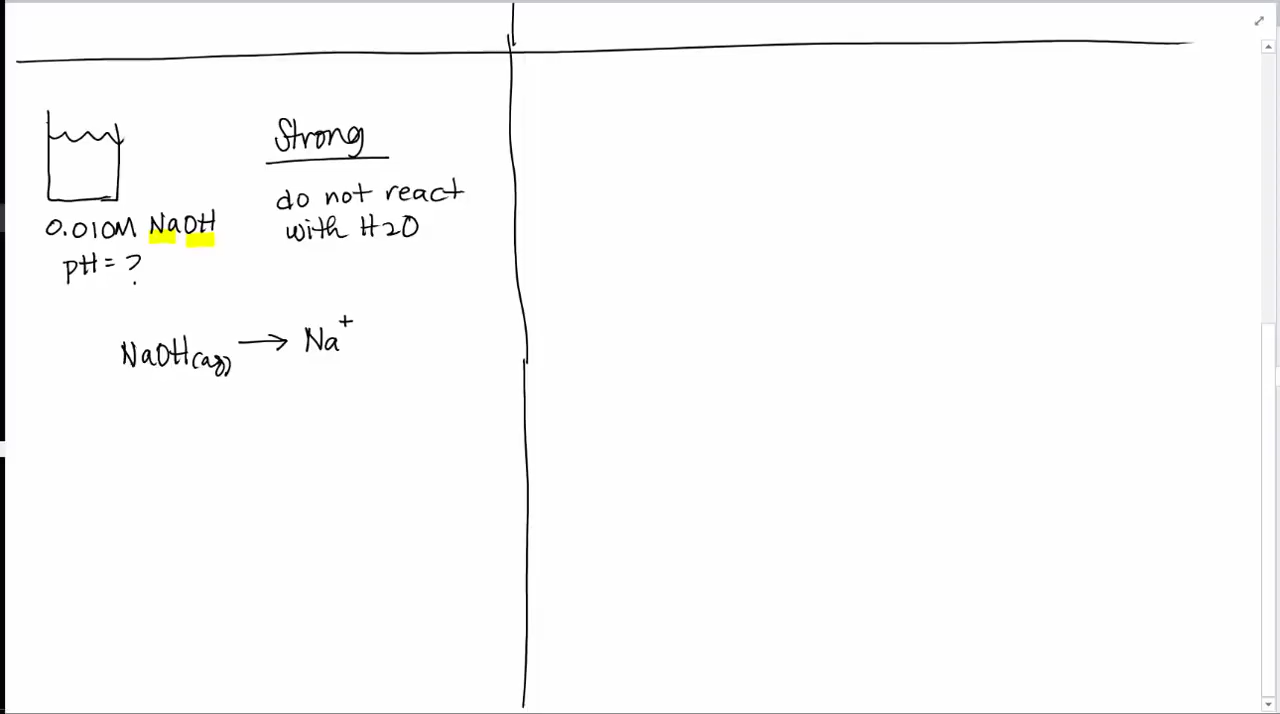 Strong
do not react
with H2O
0.010M NaOH
pH = ?
NaOH(aq) → Na⁺